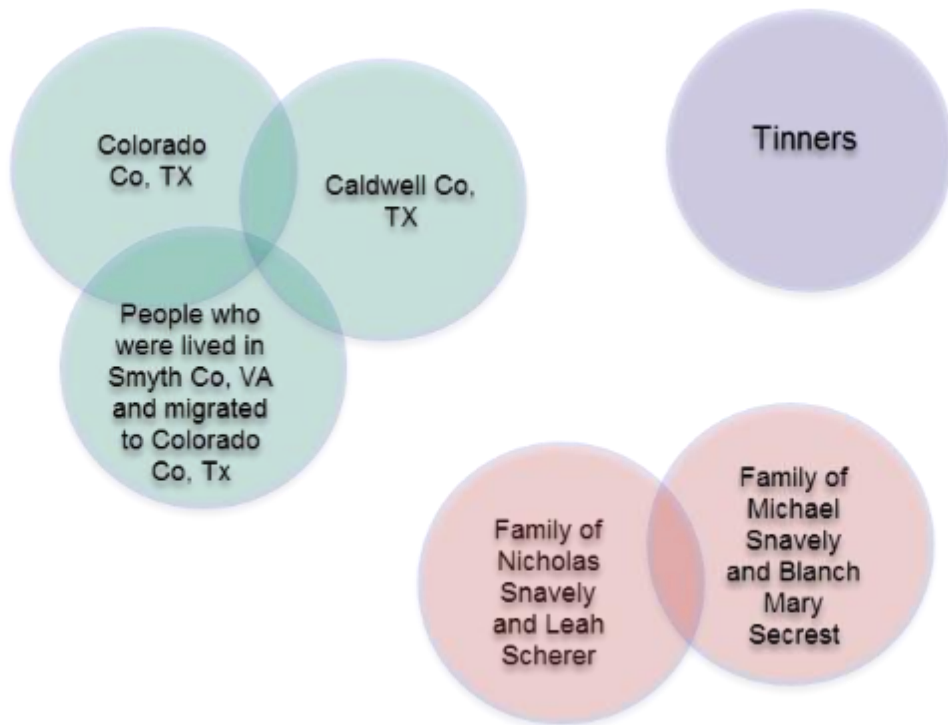 Colorado
Co, TX
Caldwell Co,
TX
Tinners
People who
were lived in
Smyth Co, VA
and migrated
to Colorado
Co, Tx
Family of
Nicholas
Snavely
and Leah
Scherer
Family of
Michael
Snavely
and Blanch
Mary
Secrest